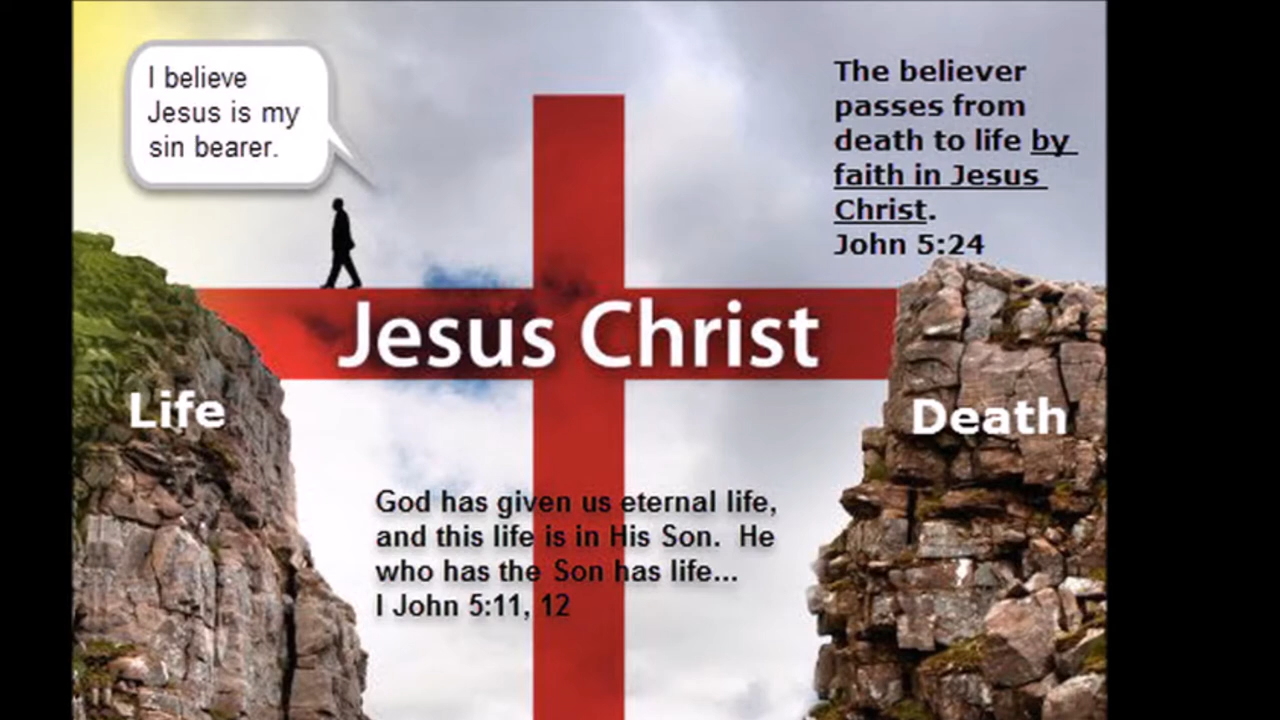 I believe
Jesus is my
sin bearer.
The believer
passes from
death to life by
faith in Jesus
Christ.
John 5:24
Jesus Christ
Life
Death
God has given us eternal life,
and this life is in His Son.  He
who has the Son has life...
I John 5:11, 12